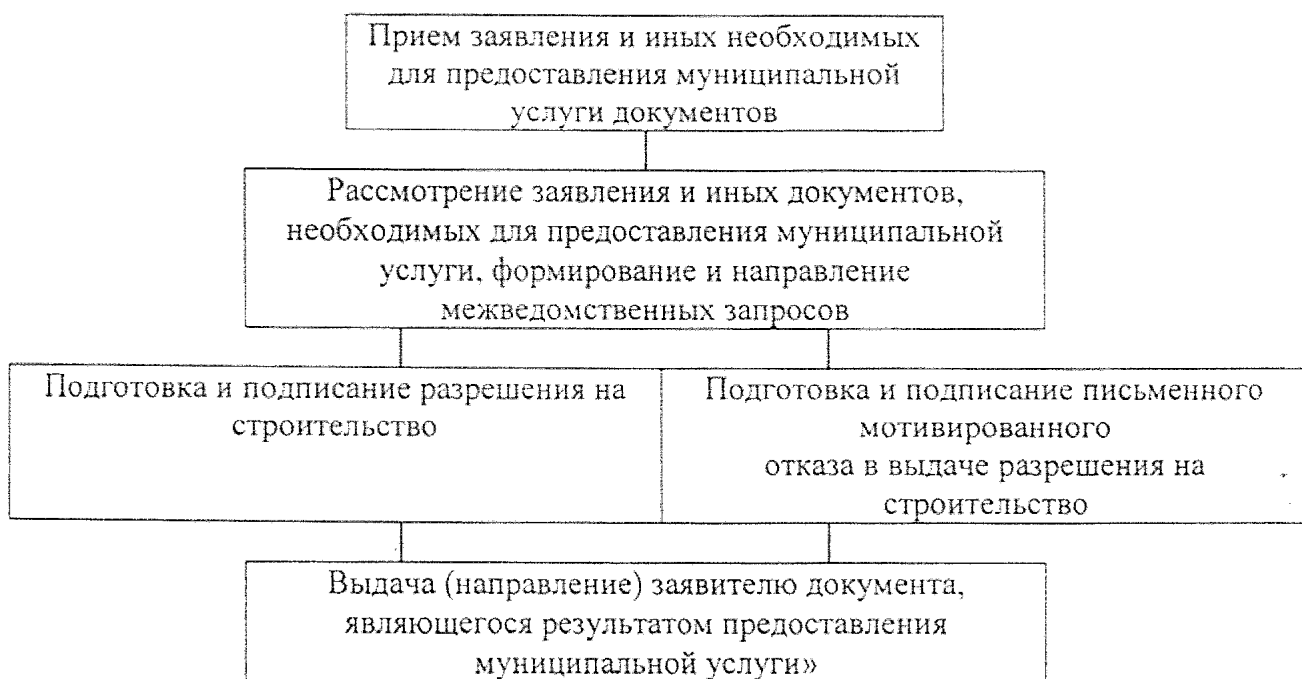 Прием заявления и иных необходимых
для предоставления муниципальной
услуги документов
Рассмотрение заявления и иных документов,
необходимых для предоставления муниципальной
услуги, формирование и направление
межведомственных запросов
Подготовка и подписание разрешения на
строительство
Подготовка и подписание письменного
мотивированного
отказа в выдаче разрешения на
строительство
Выдача (направление) заявителю документа,
являющегося результатом предоставления
муниципальной услуги»